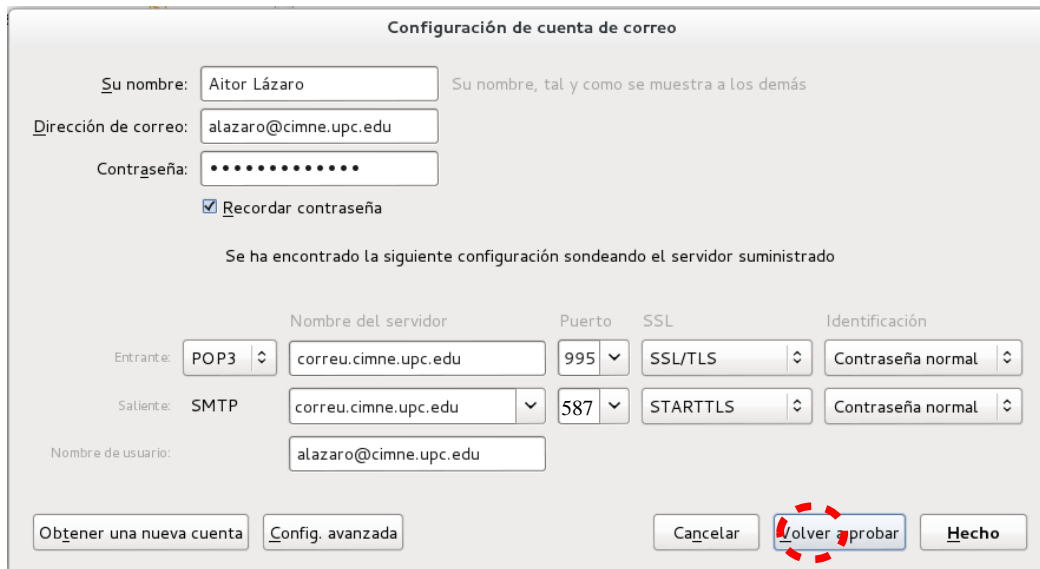 Configuración de cuenta de correo
Su nombre: Aitor Lázaro Su nombre, tal y como se muestra a los demás
Dirección de correo: alazaro@cimne.upc.edu
Contraseña: •••••••••••••
Recordar contraseña
Se ha encontrado la siguiente configuración sondeando el servidor suministrado
Nombre del servidor Puerto SSL Identificación
Entrante: POP3 correu.cimne.upc.edu 995 SSL/TLS Contraseña normal
Saliente: SMTP correu.cimne.upc.edu 587 STARTTLS Contraseña normal
Nombre de usuario: alazaro@cimne.upc.edu
Obtener una nueva cuenta Config. avanzada Cancelar Volver a probar Hecho